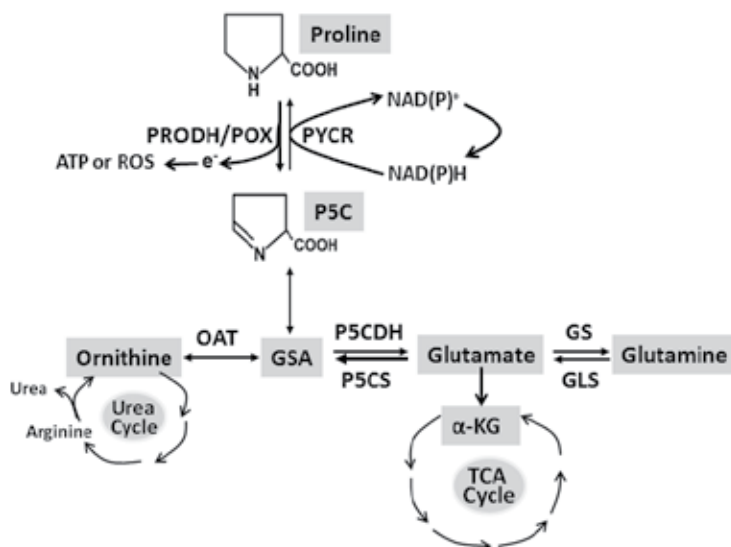 Proline
N
H
COOH
NAD(P)+
PRODH/POX
PYCR
ATP or ROS
e-
NAD(P)H
P5C
N
COOH
OAT
P5CDH
GS
Ornithine
GSA
Glutamate
Glutamine
P5CS
GLS
Urea
Urea
Cycle
Arginine
α-KG
TCA
Cycle